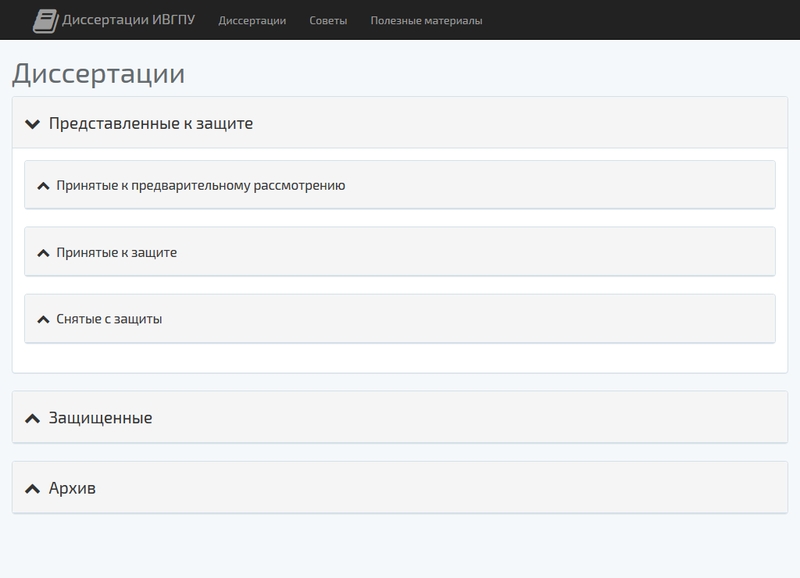 Диссертации ИВГПУ Диссертации Советы Полезные материалы
Диссертации
Представленные к защите
Принятые к предварительному рассмотрению
Принятые к защите
Снятые с защиты
Защищенные
Архив